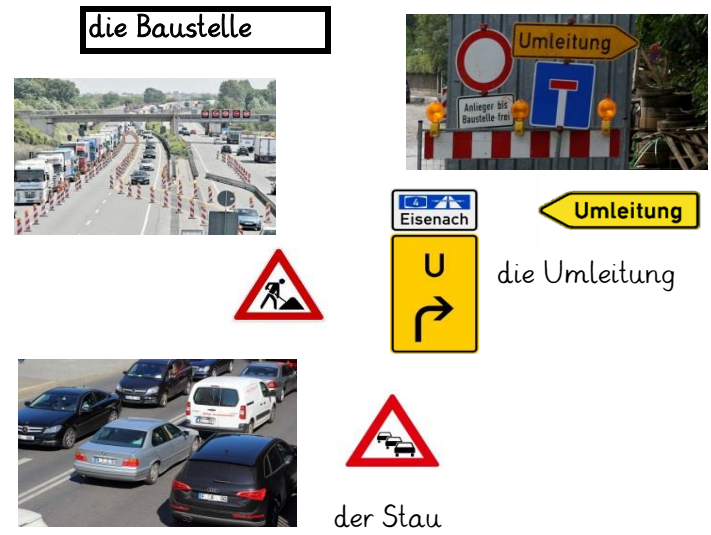 die Baustelle
Umleitung
Anlieger bis
Baustelle frei
4
Eisenach
Umleitung
U
die Umleitung
der Stau